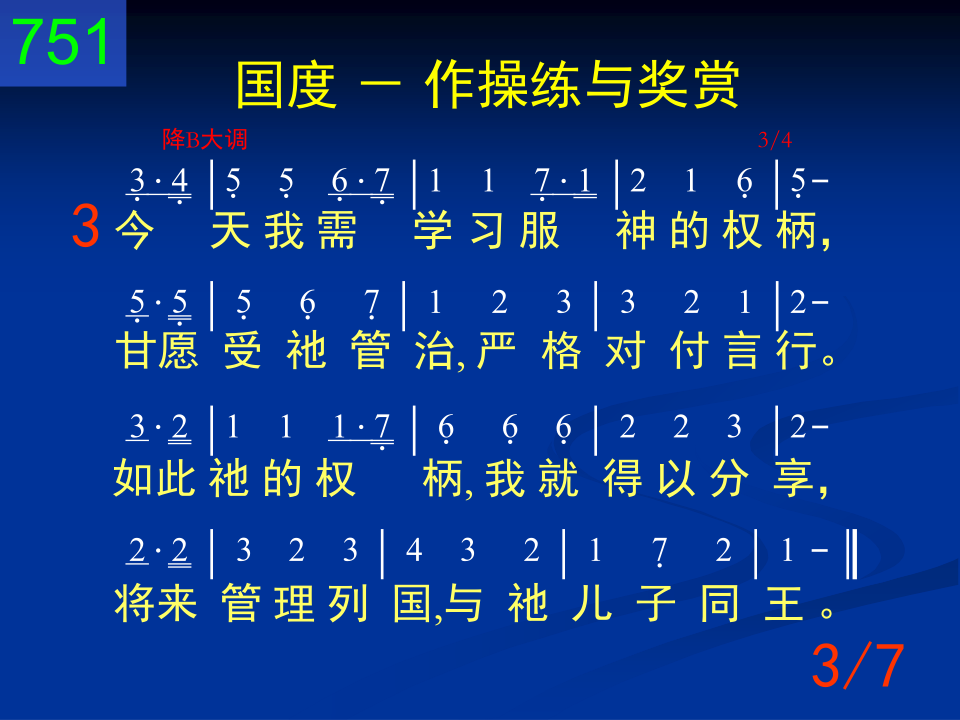 751
国度 － 作操练与奖赏
降B大调 3/4
3̣ · 4̣ | 5̣ 5̣ 6̣ · 7̣ | 1 1 7̣ · 1 | 2 1 6̣ | 5̣ -
3 今 天 我 需 学 习 服 神 的 权 柄，
5̣ · 5̣ | 5̣ 6̣ 7̣ | 1 2 3 | 3 2 1 | 2 -
甘愿 受 祂 管 治, 严 格 对 付 言 行。
3 · 2 | 1 1 1 · 7̣ | 6̣ 6̣ 6̣ | 2 2 3 | 2 -
如此 祂 的 权 柄, 我 就 得 以 分 享，
2 · 2 | 3 2 3 | 4 3 2 | 1 7̣ 2 | 1 - ‖
将来 管 理 列 国,与 祂 儿 子 同 王 。
3/7